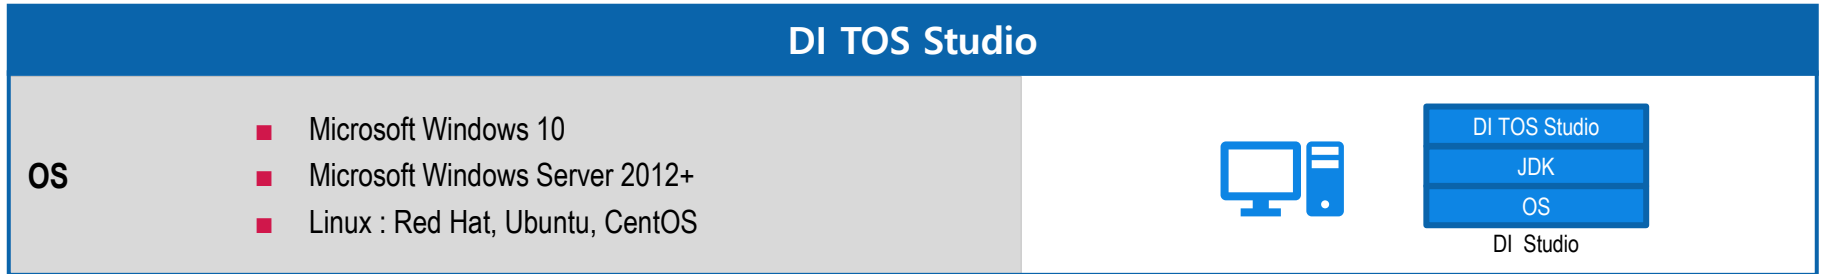 DI TOS Studio
OS
■ Microsoft Windows 10
■ Microsoft Windows Server 2012+
■ Linux : Red Hat, Ubuntu, CentOS
DI TOS Studio
JDK
OS
DI Studio